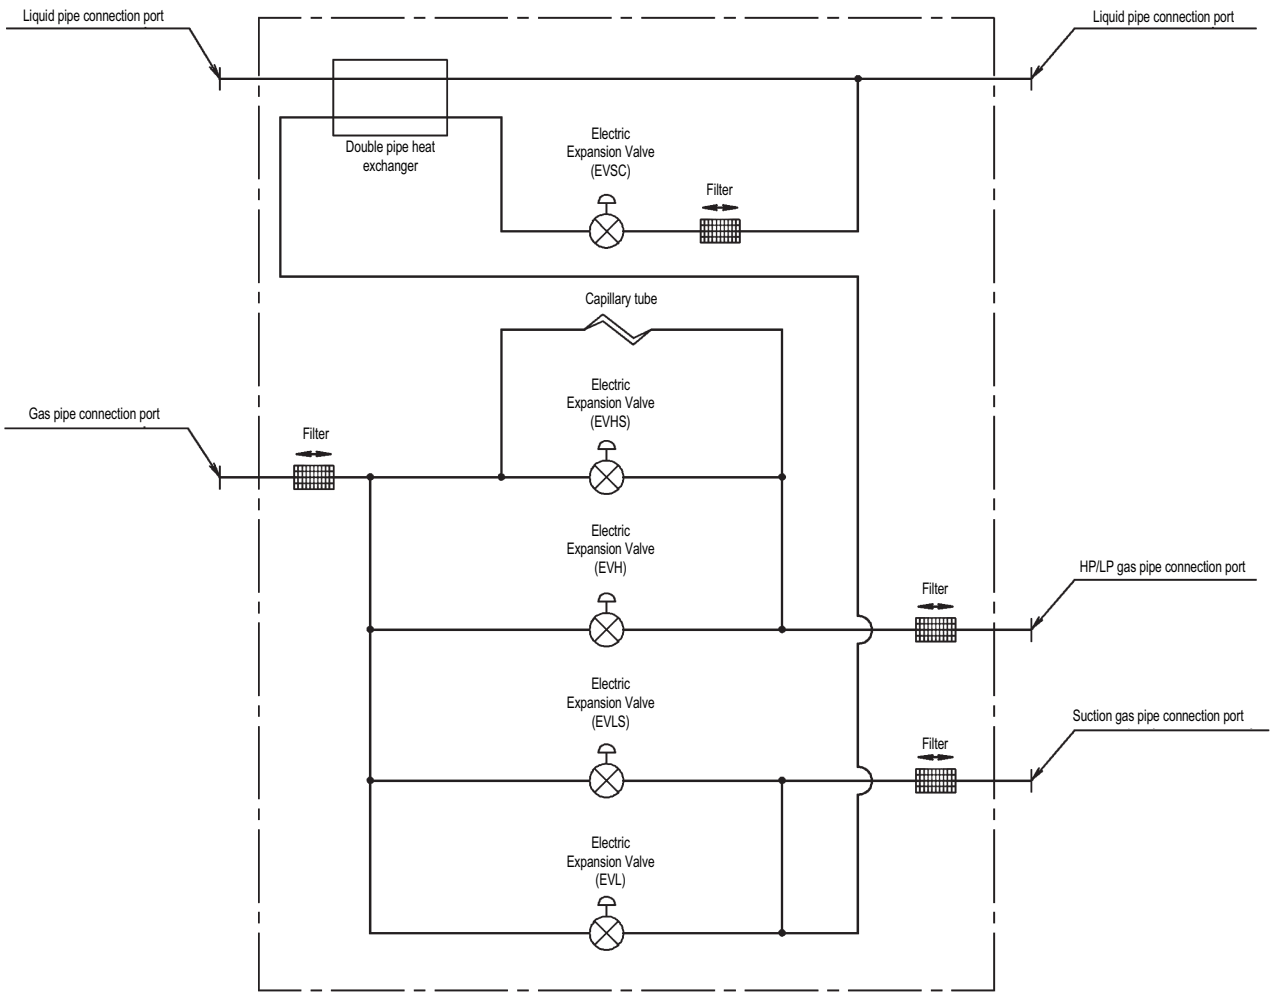 Liquid pipe connection port
Liquid pipe connection port
Double pipe heat
exchanger
Electric
Expansion Valve
(EVSC)
Filter
Capillary tube
Electric
Expansion Valve
(EVHS)
Gas pipe connection port
Filter
Electric
Expansion Valve
(EVH)
HP/LP gas pipe connection port
Filter
Electric
Expansion Valve
(EVLS)
Suction gas pipe connection port
Filter
Electric
Expansion Valve
(EVL)